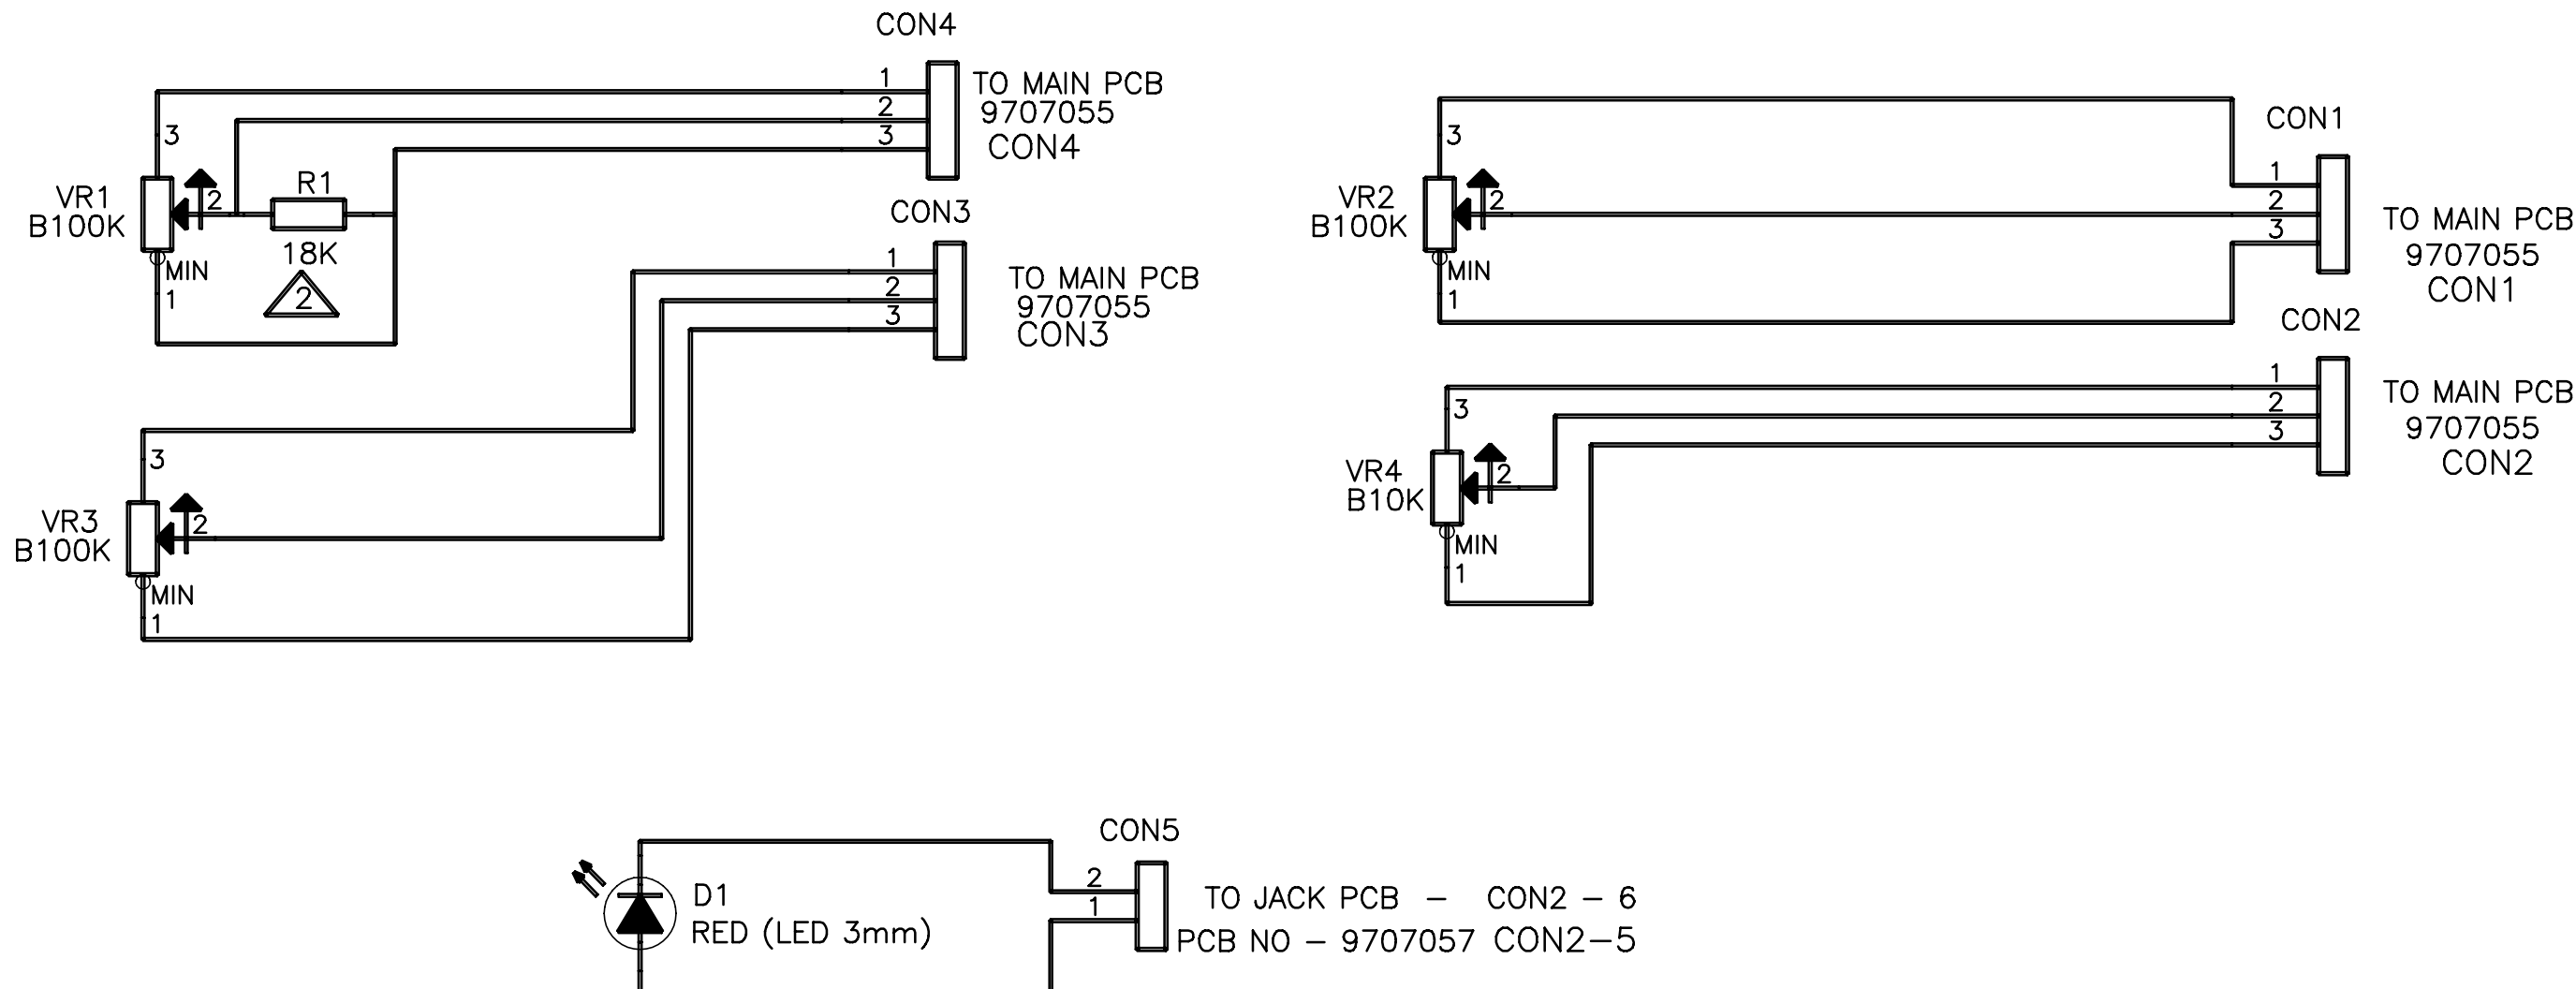 CON4
1
2
3
TO MAIN PCB
9707055
CON4
3
VR1
B100K
2
R1
18K
2
MIN
1
CON3
1
2
3
TO MAIN PCB
9707055
CON3
3
VR3
B100K
2
MIN
1
3
VR2
B100K
2
MIN
1
CON1
1
2
3
TO MAIN PCB
9707055
CON1
CON2
1
2
3
TO MAIN PCB
9707055
CON2
3
VR4
B10K
2
MIN
1
CON5
2
1
D1
RED (LED 3mm)
TO JACK PCB - CON2 - 6
PCB NO - 9707057 CON2-5